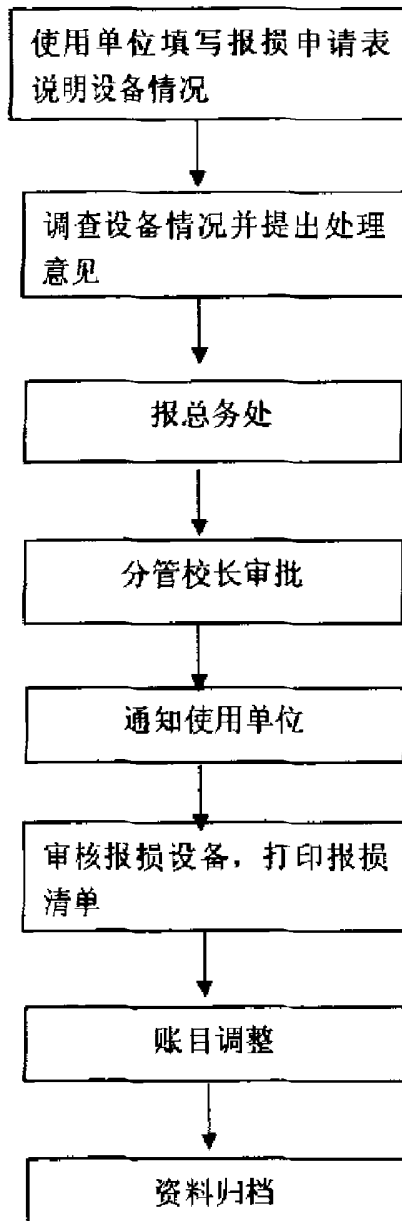 使用单位填写报损申请表
说明设备情况
调查设备情况并提出处理
意见
报总务处
分管校长审批
通知使用单位
审核报损设备，打印报损
清单
账目调整
资料归档